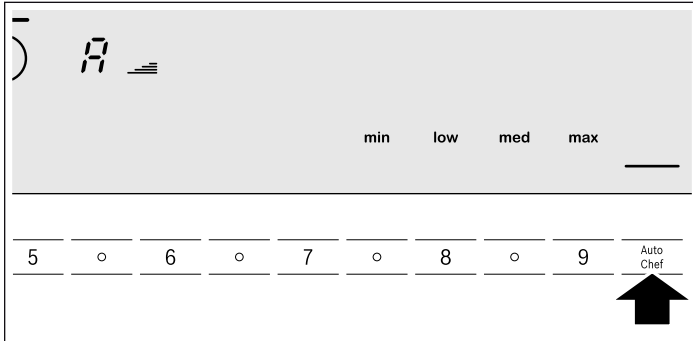 A
min low med max
5 ○ 6 ○ 7 ○ 8 ○ 9 Auto
Chef